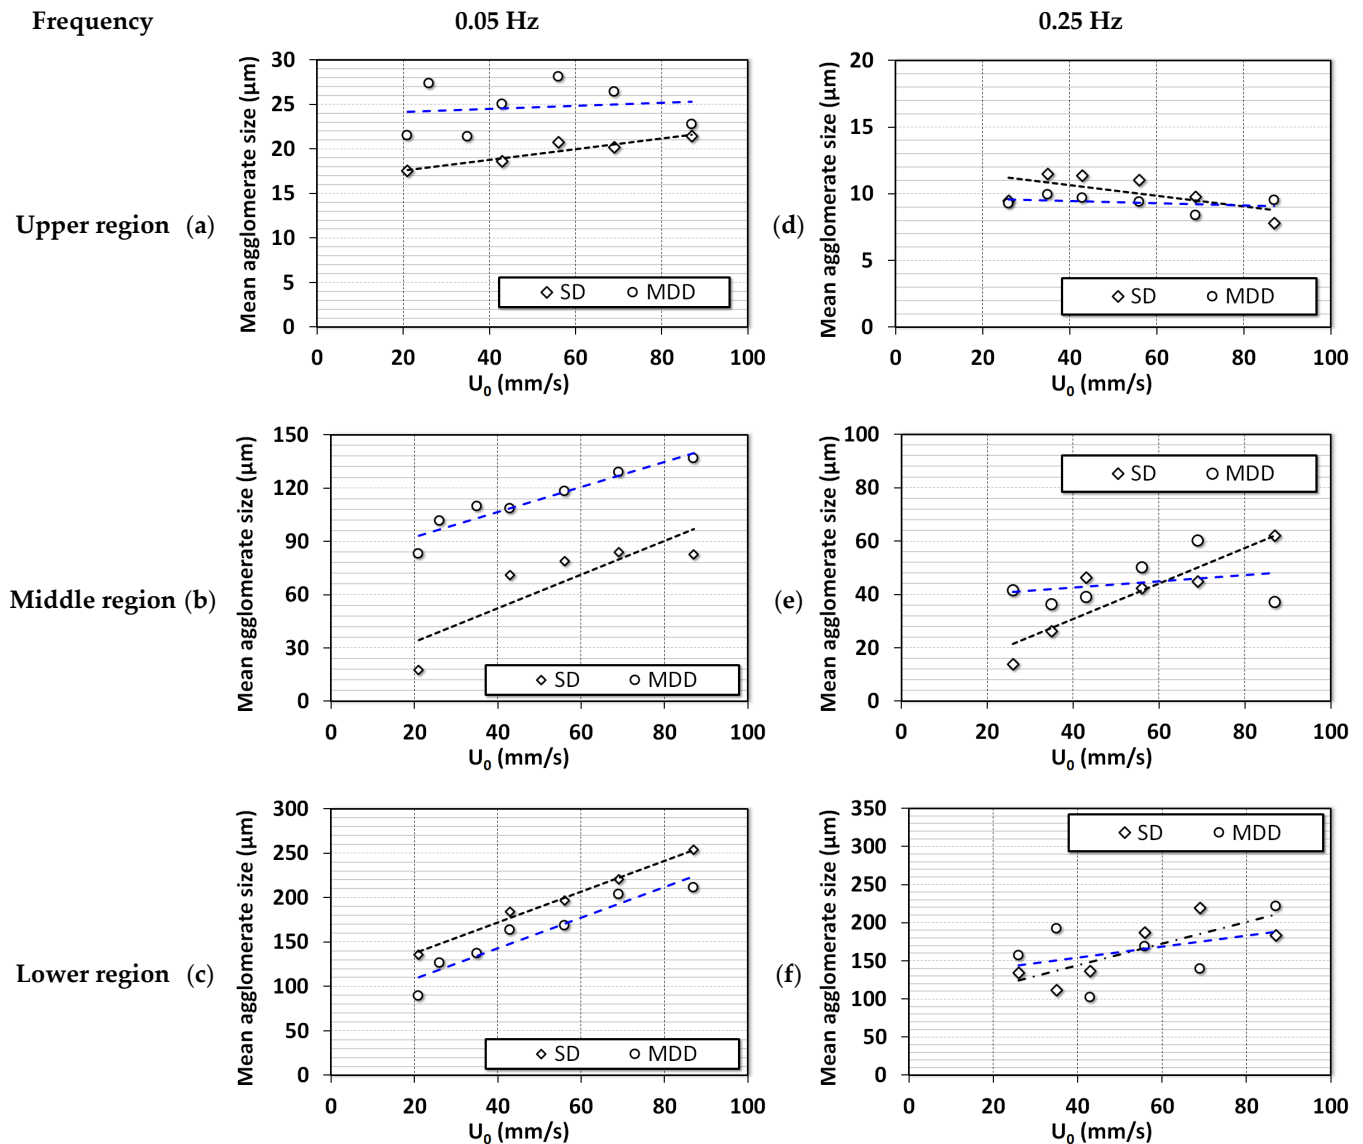 Frequency 0.05 Hz 0.25 Hz
Upper region (a)
Mean agglomerate size (µm)
30
25
20
15
10
5
0
SD MDD
0 20 40 60 80 100
U0 (mm/s)
(d)
Mean agglomerate size (µm)
20
15
10
5
0
SD MDD
0 20 40 60 80 100
U0 (mm/s)
Middle region (b)
Mean agglomerate size (µm)
150
120
90
60
30
0
SD MDD
0 20 40 60 80 100
U0 (mm/s)
(e)
Mean agglomerate size (µm)
100
80
60
40
20
0
SD MDD
0 20 40 60 80 100
U0 (mm/s)
Lower region (c)
Mean agglomerate size (µm)
300
250
200
150
100
50
0
SD MDD
0 20 40 60 80 100
U0 (mm/s)
(f)
Mean agglomerate size (µm)
350
300
250
200
150
100
50
0
SD MDD
0 20 40 60 80 100
U0 (mm/s)